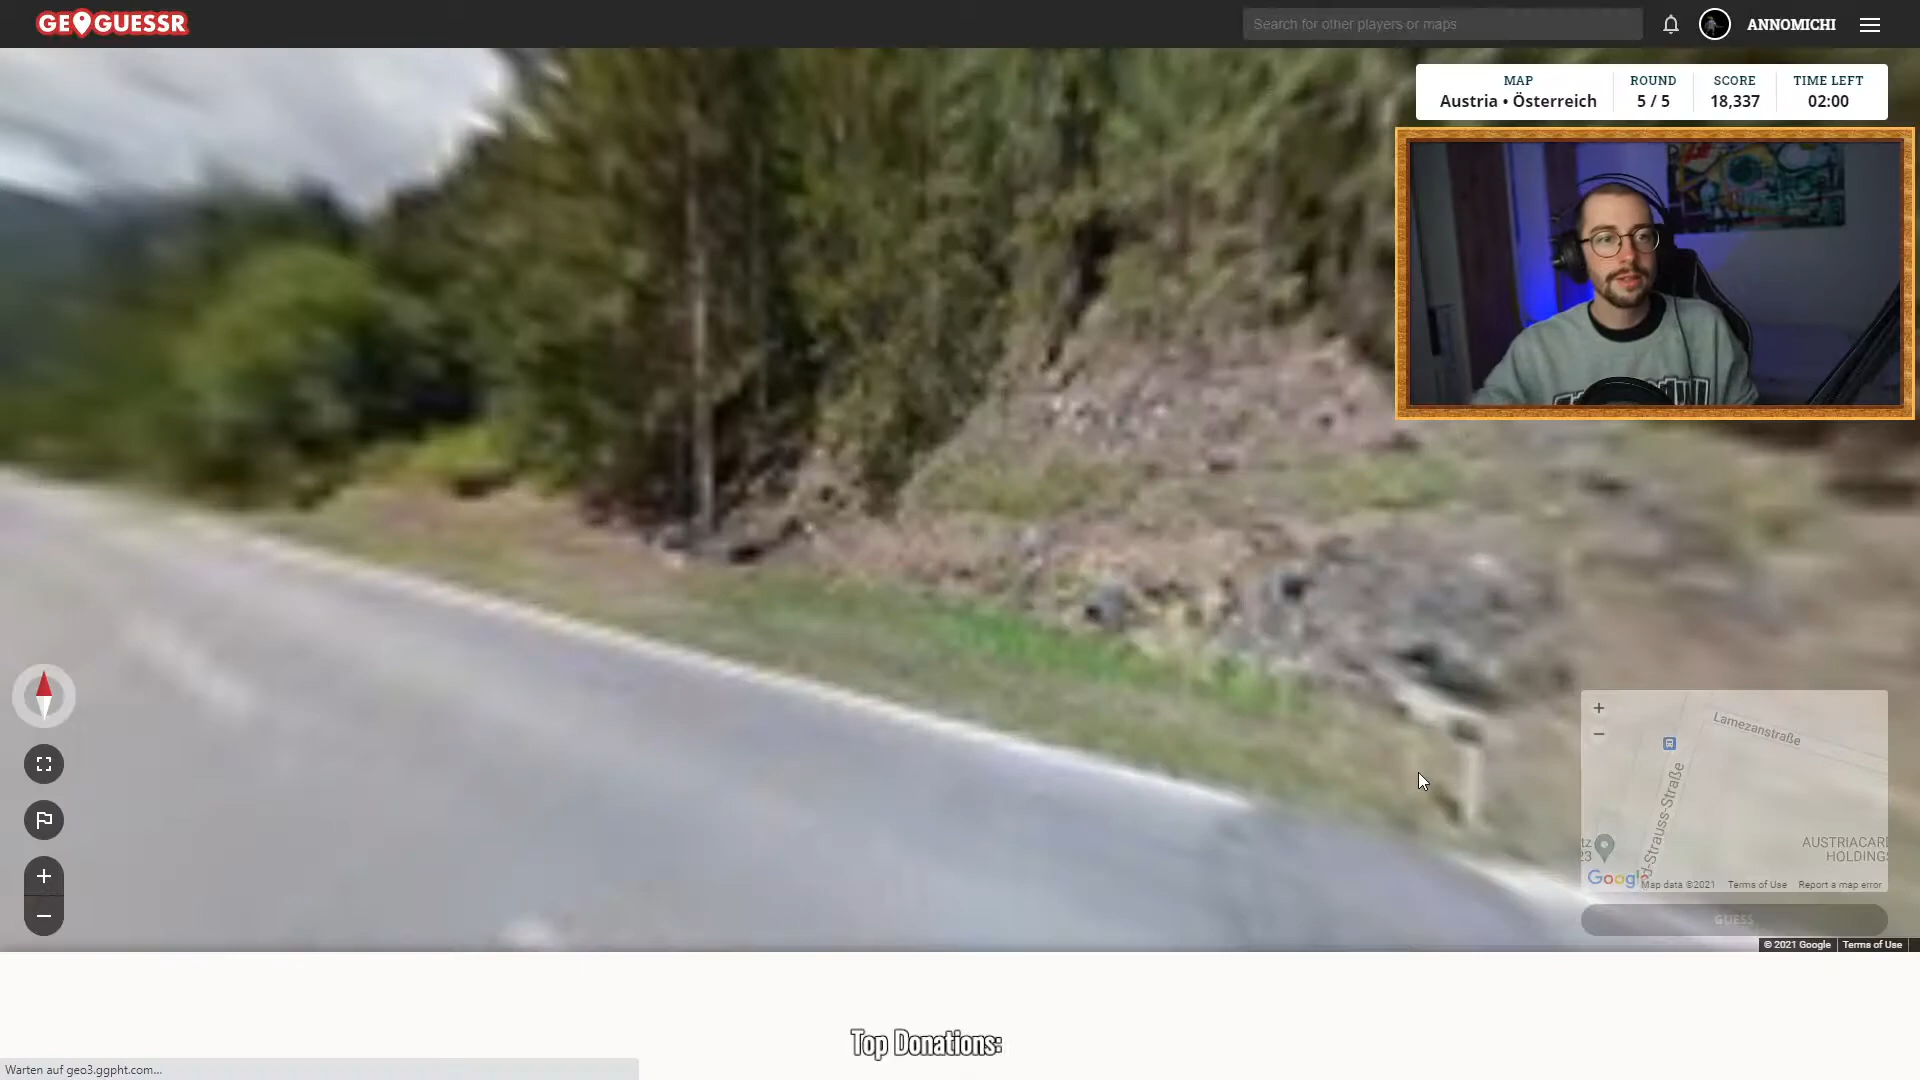 GEOGUESSR
Search for other players or maps
ANNOMICHI
MAP
Austria • Österreich
ROUND
5 / 5
SCORE
18,337
TIME LEFT
02:00
+
−
Lamezanstraße
d-Strauss-Straße
tz
23
AUSTRIACARD
HOLDINGS
Google
Map data ©2021
Terms of Use
Report a map error
GUESS
© 2021 Google
Terms of Use
+
−
Top Donations:
Warten auf geo3.ggpht.com...